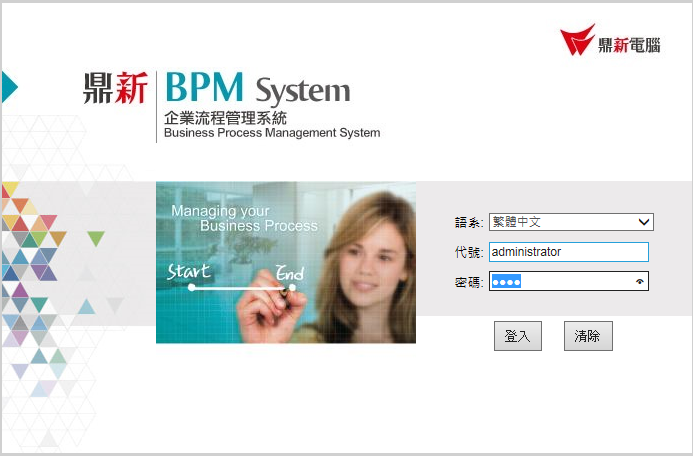 鼎新電腦
鼎新 BPM System
企業流程管理系統
Business Process Management System
Managing your
Business Process
Start
End
語系: 繁體中文
代號: administrator
密碼: ●●●●
登入 清除